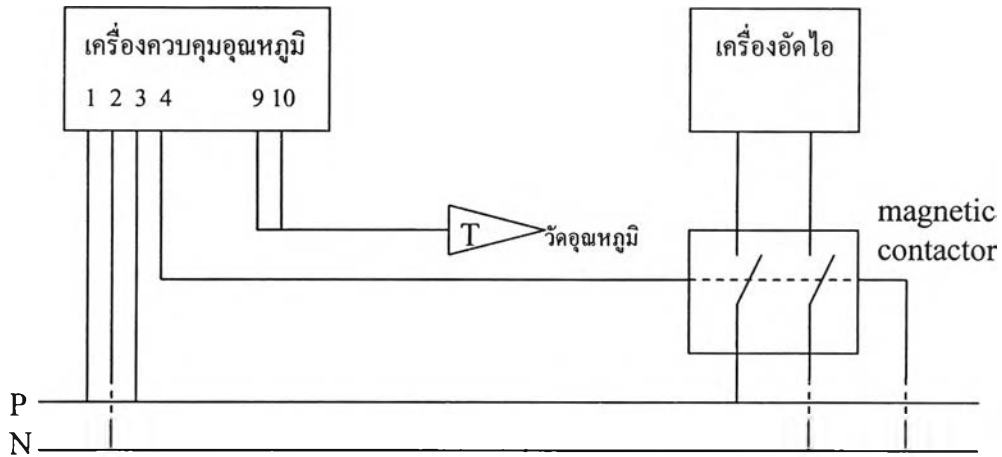 เครื่องควบคุมอุณหภูมิ
1 2 3 4 9 10
เครื่องอัดไอ
T
วัดอุณหภูมิ
magnetic
contactor
P
N